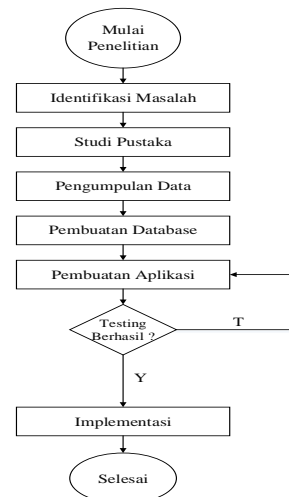 Mulai
Penelitian
Identifikasi Masalah
Studi Pustaka
Pengumpulan Data
Pembuatan Database
Pembuatan Aplikasi
Testing
Berhasil ?
T
Y
Implementasi
Selesai